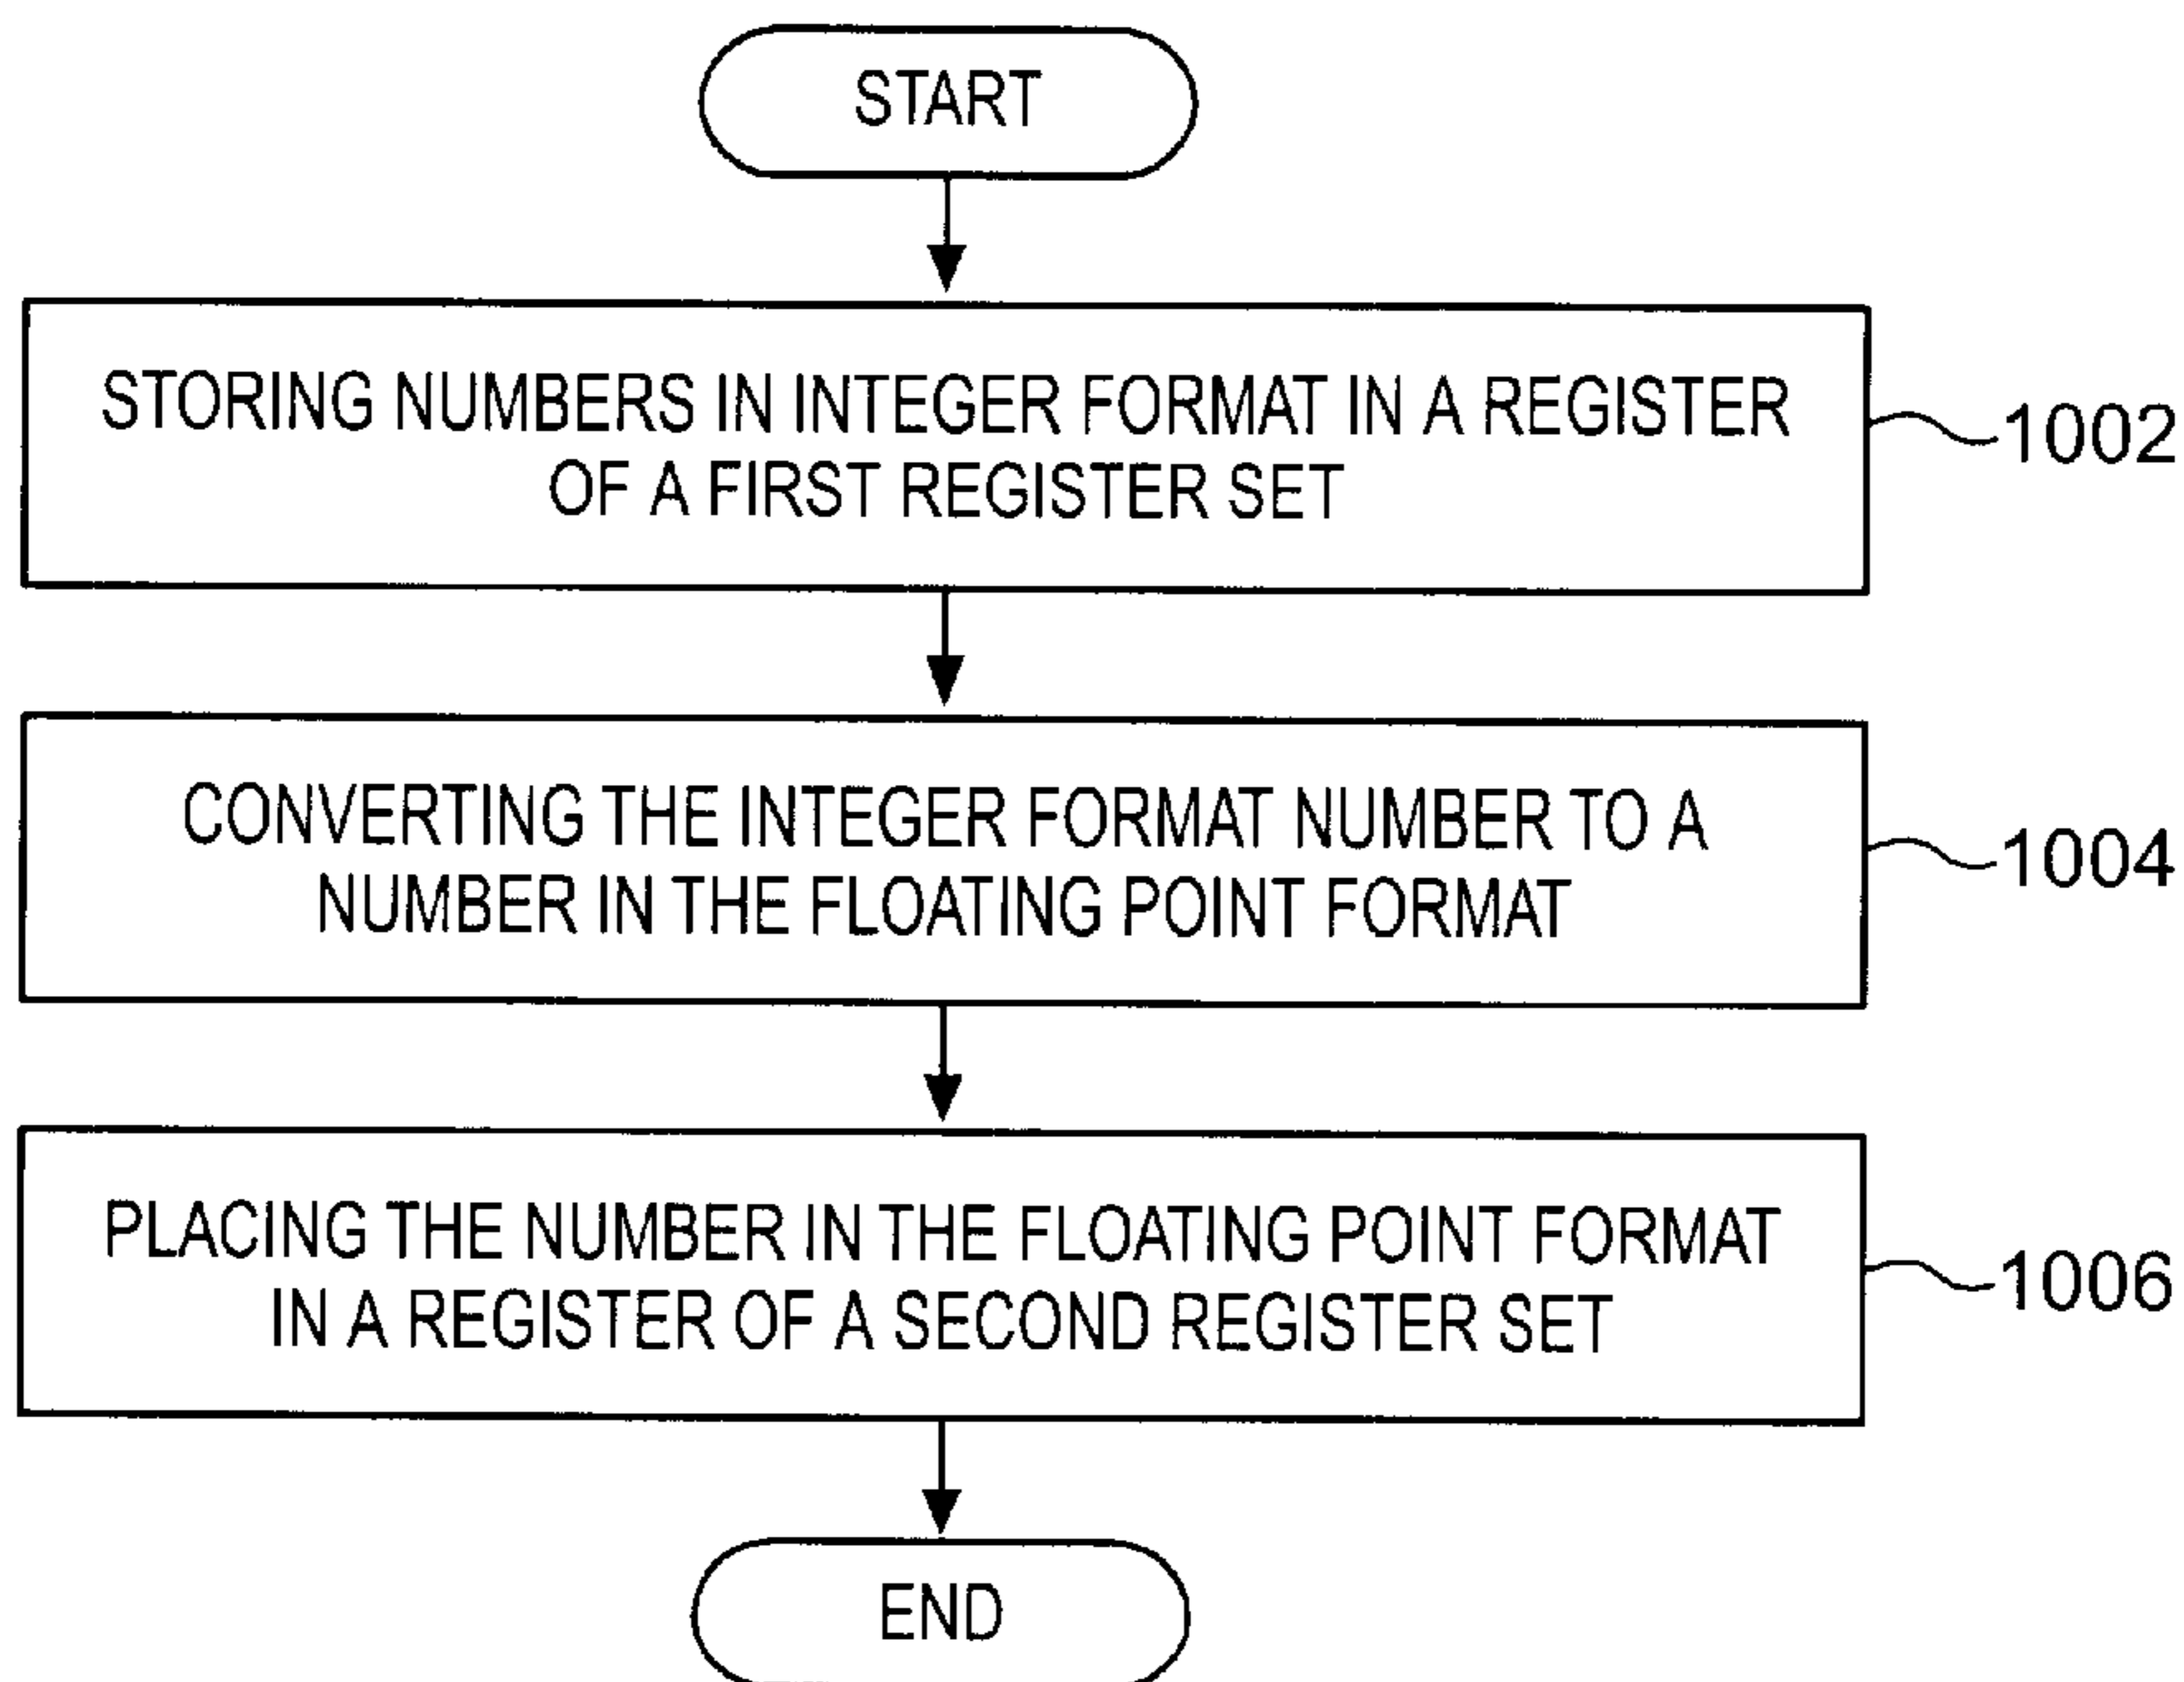 START
STORING NUMBERS IN INTEGER FORMAT IN A REGISTER
OF A FIRST REGISTER SET
1002
CONVERTING THE INTEGER FORMAT NUMBER TO A
NUMBER IN THE FLOATING POINT FORMAT
1004
PLACING THE NUMBER IN THE FLOATING POINT FORMAT
IN A REGISTER OF A SECOND REGISTER SET
1006
END